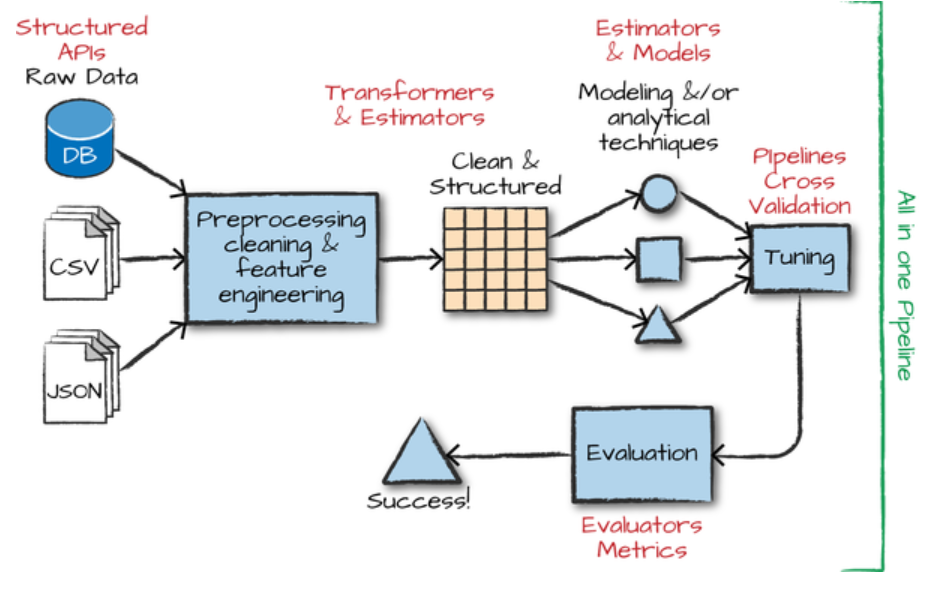 Structured
APIs
Raw Data
DB
CSV
JSON
Preprocessing
cleaning &
feature
engineering
Transformers
& Estimators
Clean &
Structured
Estimators
& Models
Modeling &/or
analytical
techniques
PIpelines
Cross
Validation
Tuning
Evaluation
Evaluators
Metrics
Success!
All in one Pipeline